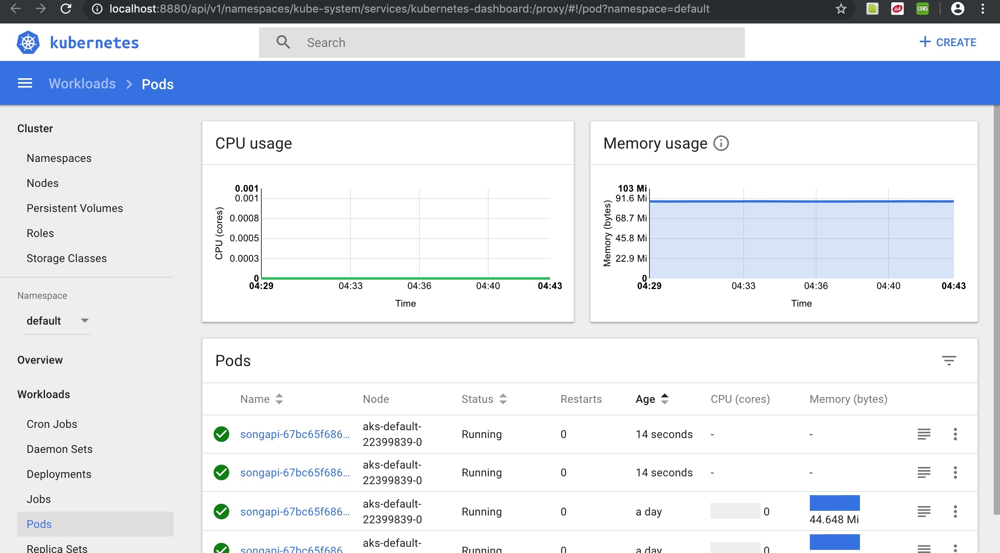 localhost:8880/api/v1/namespaces/kube-system/services/kubernetes-dashboard:/proxy/#!/pod?namespace=default
Ask
CORS
kubernetes
Search
+ CREATE
Workloads > Pods
Cluster
Namespaces
Nodes
Persistent Volumes
Roles
Storage Classes
Namespace
default
Overview
Workloads
Cron Jobs
Daemon Sets
Deployments
Jobs
Pods
Replica Sets
CPU usage
CPU (cores)
0.001
0.001
0.0008
0.0005
0.0003
0
04:29 04:33 04:36 04:40 04:43
Time
Memory usage
Memory (bytes)
103 Mi
91.6 Mi
68.7 Mi
45.8 Mi
22.9 Mi
0
04:29 04:33 04:36 04:40 04:43
Time
Pods
Name Node Status Restarts Age CPU (cores) Memory (bytes)
songapi-67bc65f686... aks-default-22399839-0 Running 0 14 seconds - -
songapi-67bc65f686... aks-default-22399839-0 Running 0 14 seconds - -
songapi-67bc65f686... aks-default-22399839-0 Running 0 a day 0 44.648 Mi
songapi-67bc65f686 aks-default- Running 0 a day 0